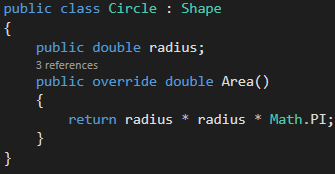 public class Circle : Shape
{
    public double radius;
    3 references
    public override double Area()
    {
        return radius * radius * Math.PI;
    }
}